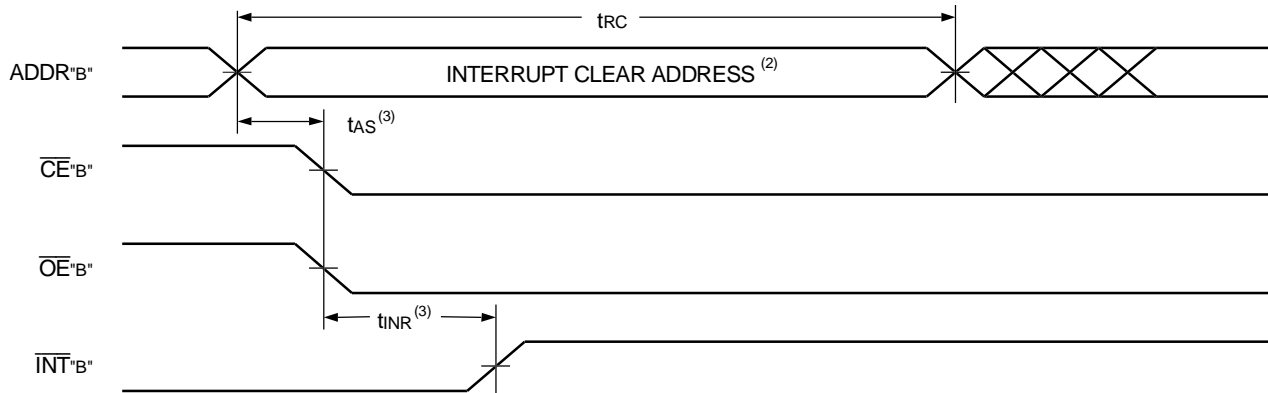 tRC
ADDR"B"
INTERRUPT CLEAR ADDRESS (2)
tAS(3)
CE"B"
OE"B"
tINR(3)
INT"B"